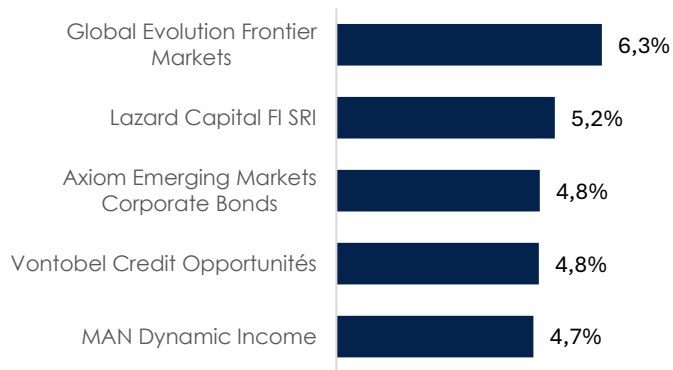 Global Evolution Frontier
Markets
6,3%
Lazard Capital FI SRI
5,2%
Axiom Emerging Markets
Corporate Bonds
4,8%
Vontobel Credit Opportunités
4,8%
MAN Dynamic Income
4,7%